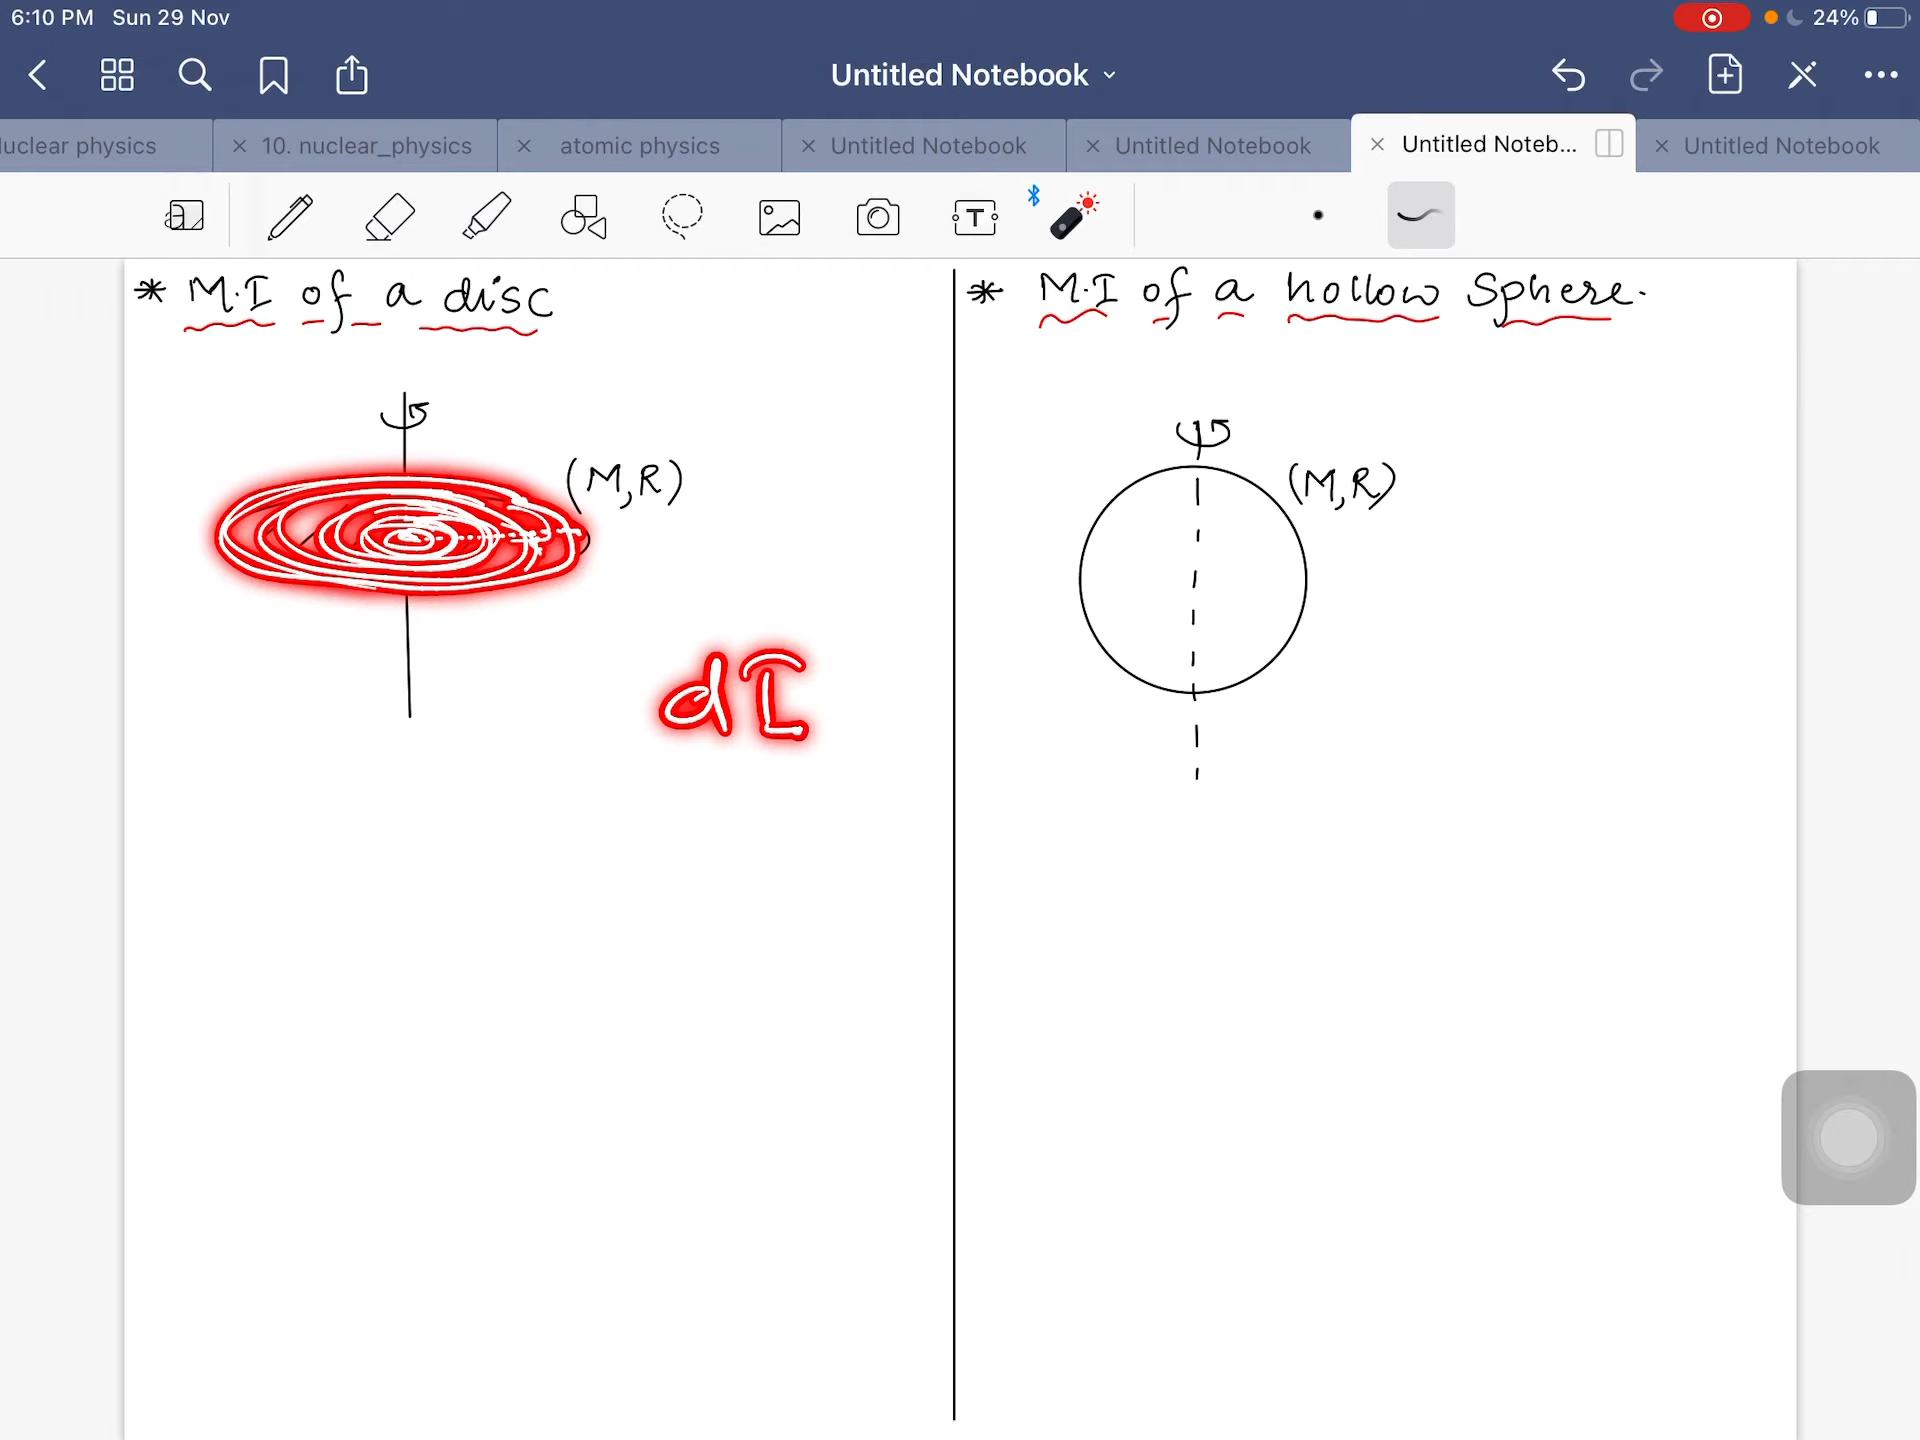 6:10 PM Sun 29 Nov
24%
Untitled Notebook
luclear physics
10. nuclear_physics
atomic physics
Untitled Notebook
Untitled Notebook
Untitled Noteb...
Untitled Notebook
* M.I of a disc
(M,R)
dI
* M.I of a hollow Sphere.
(M,R)